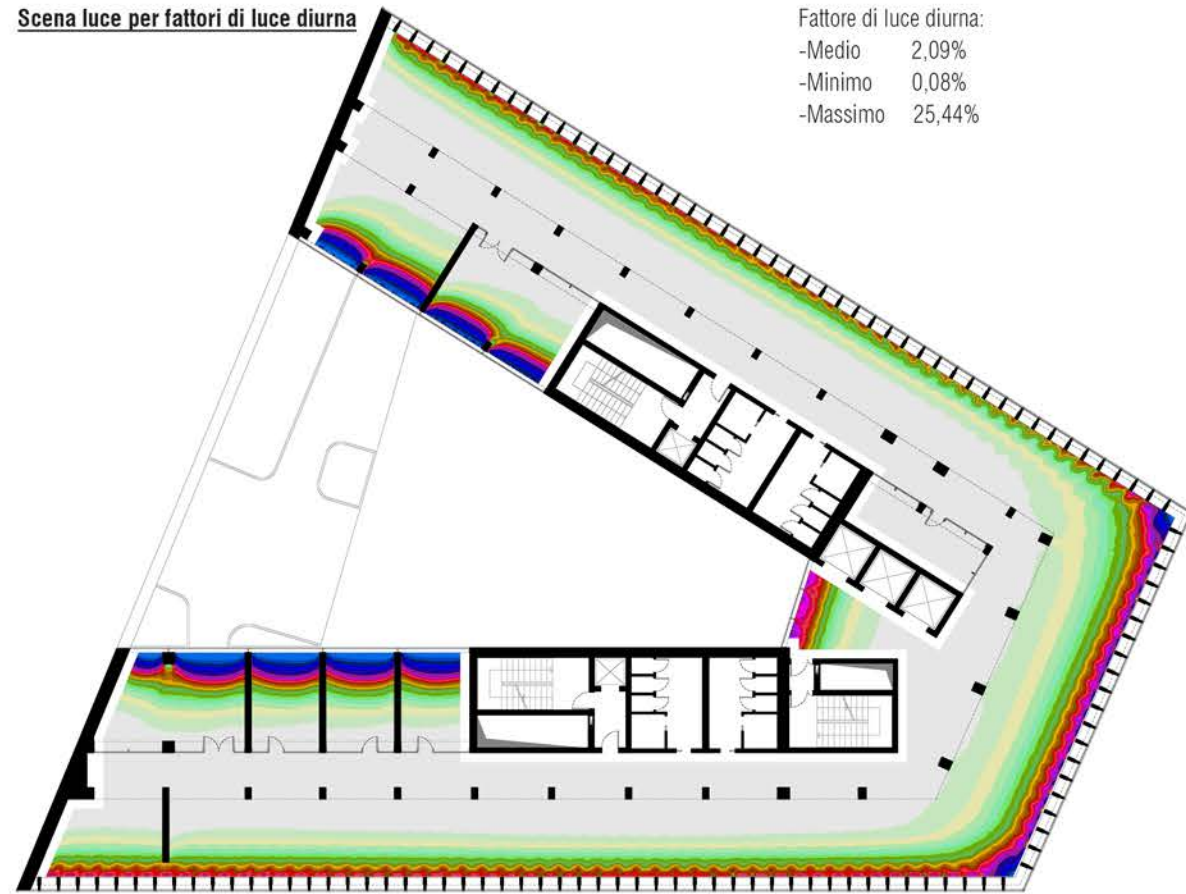 Scena luce per fattori di luce diurna
Fattore di luce diurna:
-Medio 2,09%
-Minimo 0,08%
-Massimo 25,44%